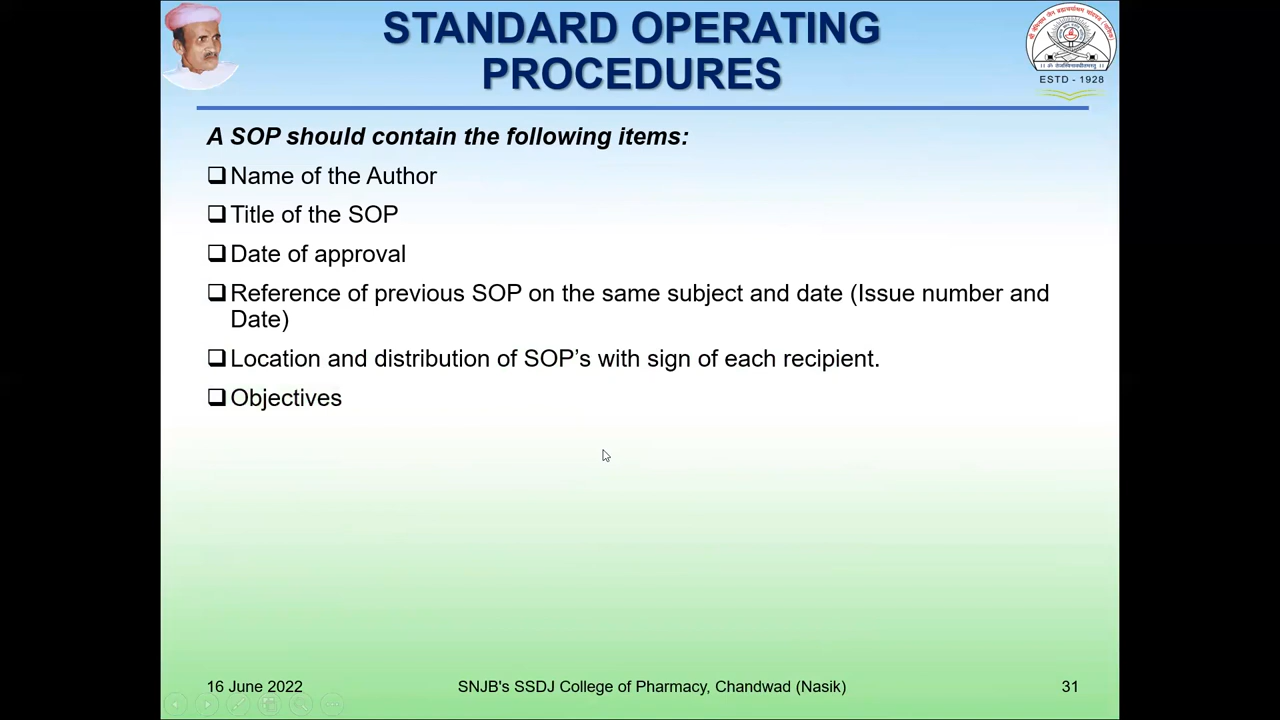 STANDARD OPERATING
PROCEDURES
ESTD - 1928
A SOP should contain the following items:
❑ Name of the Author
❑ Title of the SOP
❑ Date of approval
❑ Reference of previous SOP on the same subject and date (Issue number and
Date)
❑ Location and distribution of SOP’s with sign of each recipient.
❑ Objectives
16 June 2022
SNJB's SSDJ College of Pharmacy, Chandwad (Nasik)
31